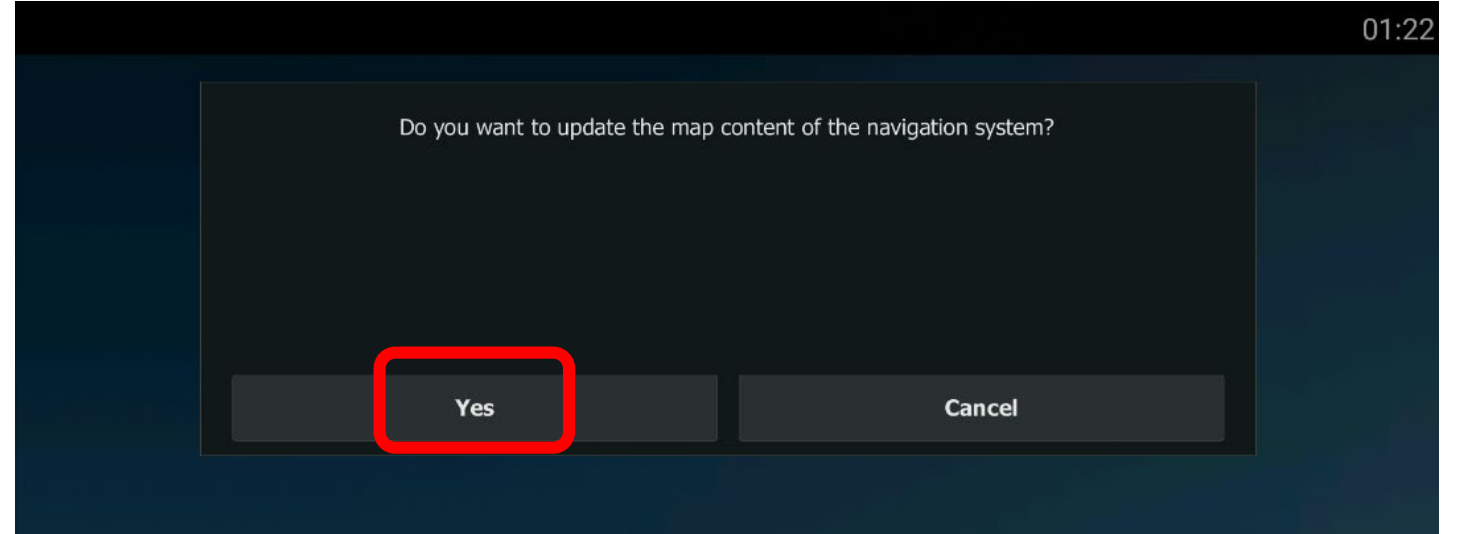 01:22
Do you want to update the map content of the navigation system?
Yes
Cancel